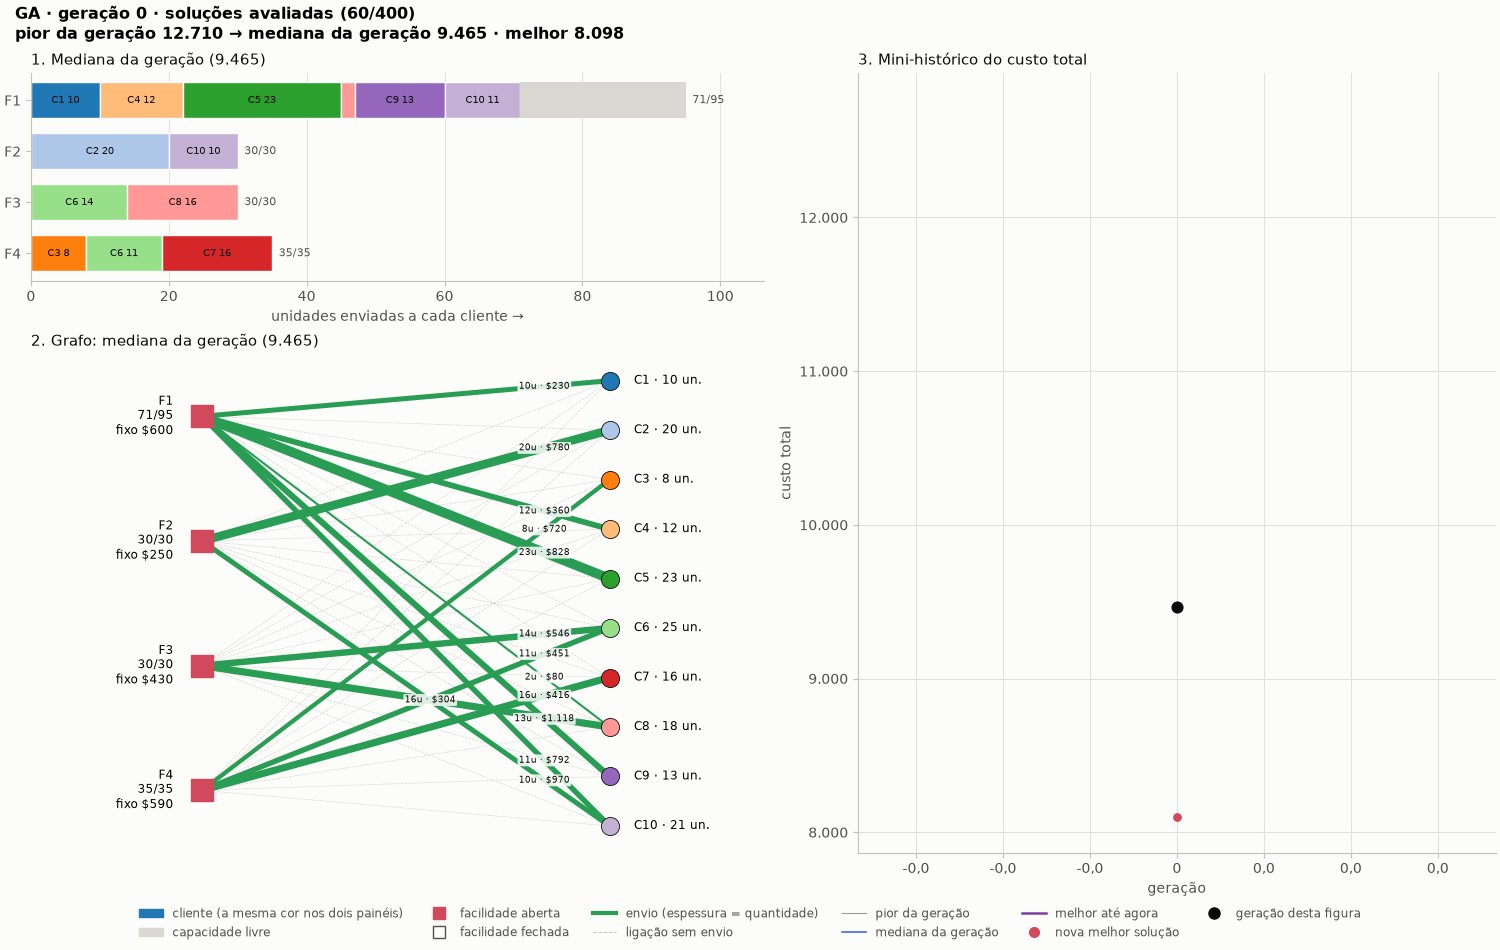 GA · geração 0 · soluções avaliadas (60/400)
pior da geração 12.710 → mediana da geração 9.465 · melhor 8.098
1. Mediana da geração (9.465)
F1
C1 10
C4 12
C5 23
C9 13
C10 11
71/95
F2
C2 20
C10 10
30/30
F3
C6 14
C8 16
30/30
F4
C3 8
C6 11
C7 16
35/35
0
20
40
60
80
100
unidades enviadas a cada cliente →
2. Grafo: mediana da geração (9.465)
F1
71/95
fixo $600
F2
30/30
fixo $250
F3
30/30
fixo $430
F4
35/35
fixo $590
10u · $230
20u · $780
12u · $360
8u · $720
23u · $828
14u · $546
11u · $451
2u · $80
16u · $416
16u · $304
13u · $1.118
11u · $792
10u · $970
C1 · 10 un.
C2 · 20 un.
C3 · 8 un.
C4 · 12 un.
C5 · 23 un.
C6 · 25 un.
C7 · 16 un.
C8 · 18 un.
C9 · 13 un.
C10 · 21 un.
3. Mini-histórico do custo total
12.000
11.000
10.000
9.000
8.000
custo total
-0,0
-0,0
-0,0
0
0,0
0,0
0,0
geração
cliente (a mesma cor nos dois painéis)
capacidade livre
facilidade aberta
facilidade fechada
envio (espessura = quantidade)
ligação sem envio
pior da geração
mediana da geração
melhor até agora
nova melhor solução
geração desta figura